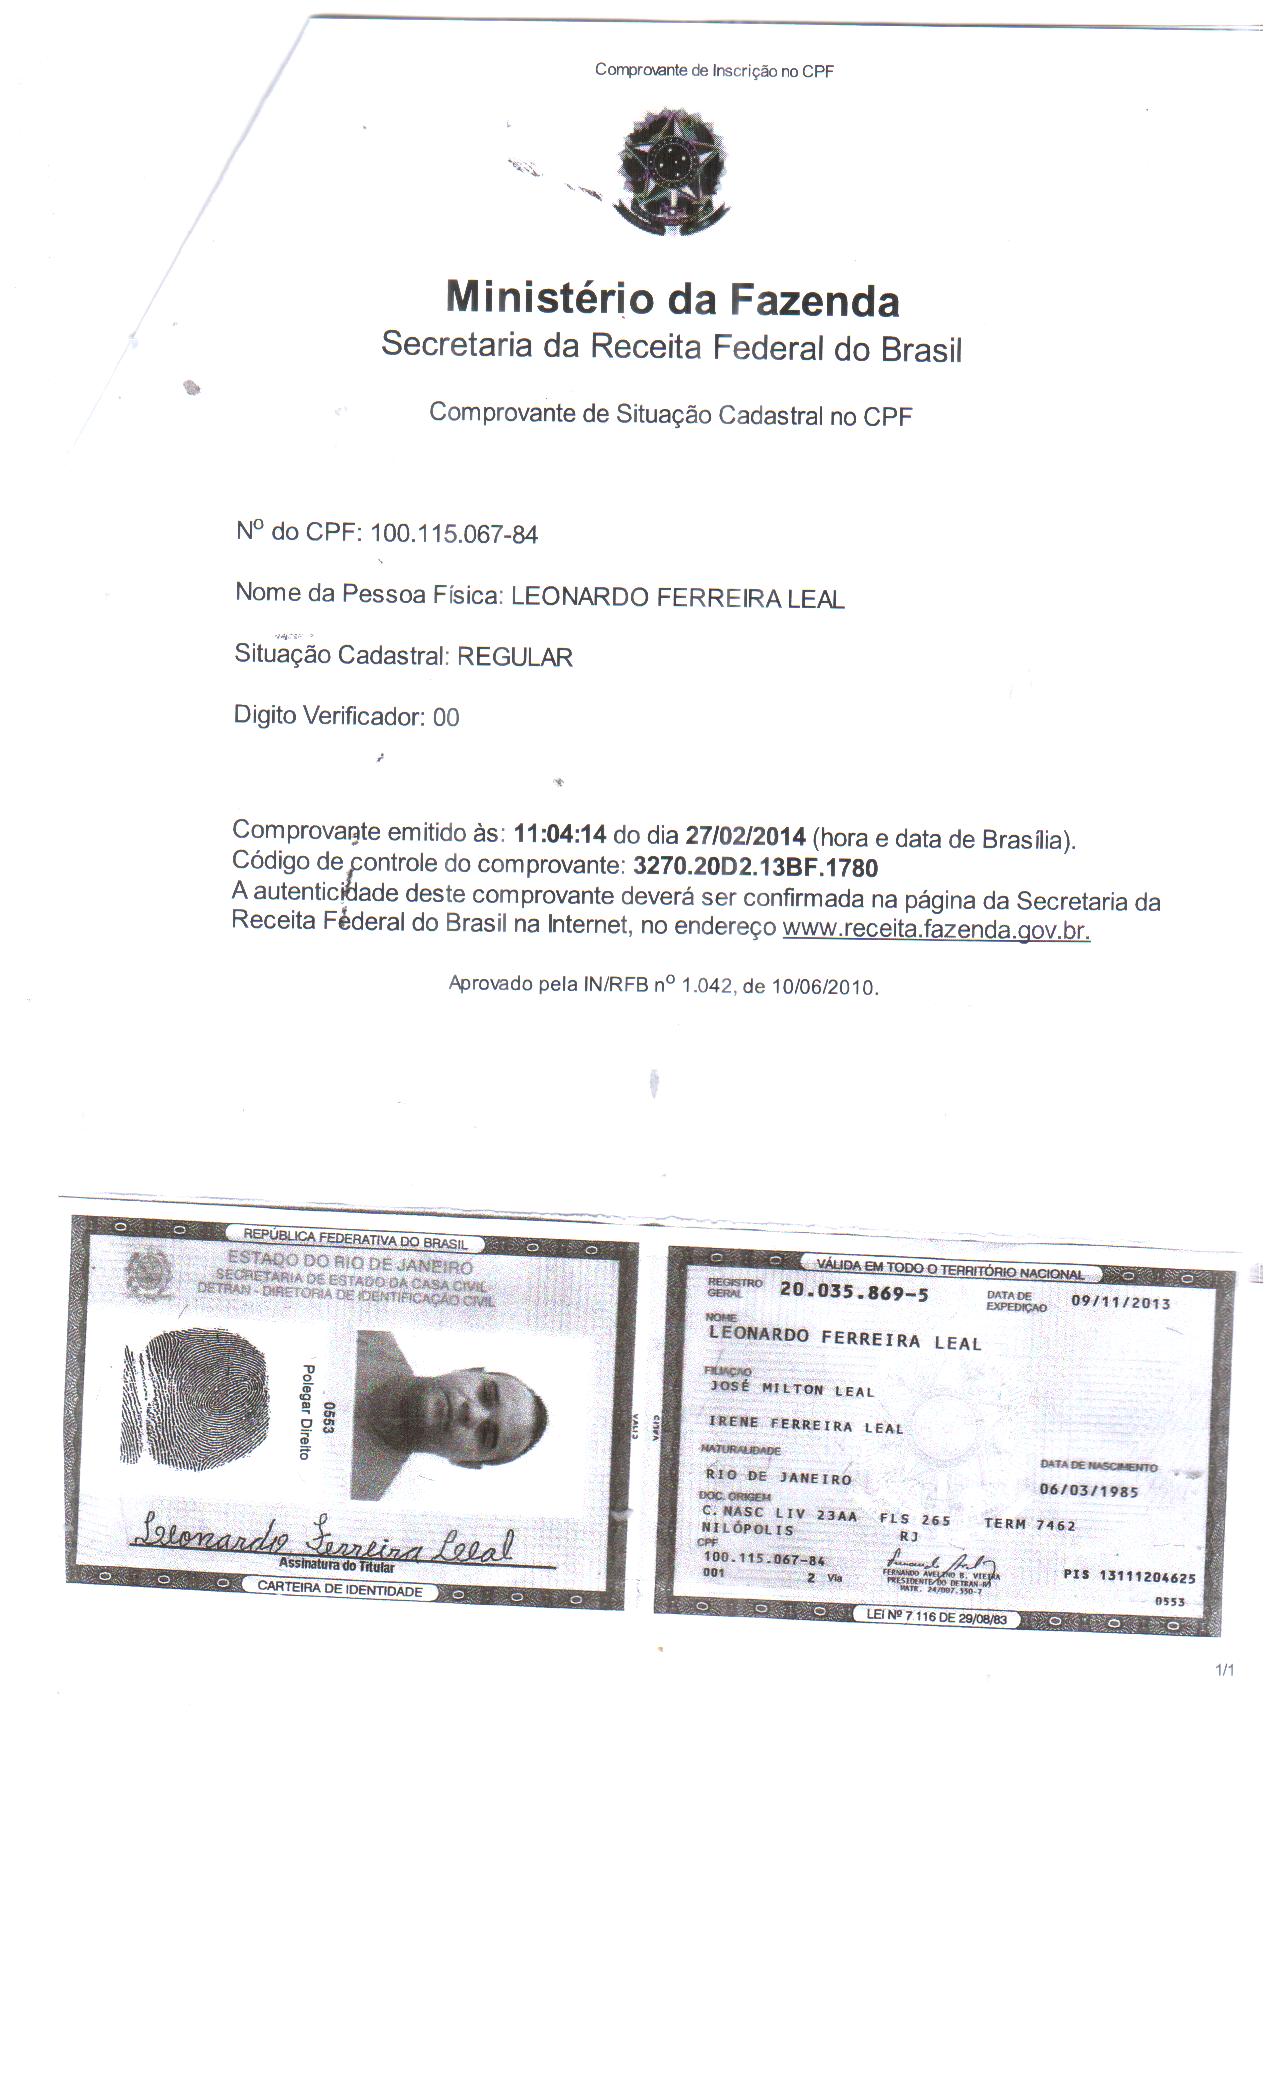 Comprovante de Inscrição no CPF
Ministério da Fazenda
Secretaria da Receita Federal do Brasil
Comprovante de Situação Cadastral no CPF
Nº do CPF: 100.115.067-84
Nome da Pessoa Física: LEONARDO FERREIRA LEAL
Situação Cadastral: REGULAR
Digito Verificador: 00
Comprovante emitido às: 11:04:14 do dia 27/02/2014 (hora e data de Brasília).
Código de controle do comprovante: 3270.20D2.13BF.1780
A autenticidade deste comprovante deverá ser confirmada na página da Secretaria da
Receita Federal do Brasil na Internet, no endereço www.receita.fazenda.gov.br.
Aprovado pela IN/RFB nº 1.042, de 10/06/2010.
REPÚBLICA FEDERATIVA DO BRASIL
ESTADO DO RIO DE JANEIRO
SECRETARIA DE ESTADO DA CASA CIVIL
DETRAN - DIRETORIA DE IDENTIFICAÇÃO CIVIL
0553
Polegar Direito
Leonardo Ferreira Leal
Assinatura do Titular
CARTEIRA DE IDENTIDADE
VÁLIDA EM TODO O TERRITÓRIO NACIONAL
REGISTRO GERAL 20.035.869-5 DATA DE EXPEDIÇÃO 09/11/2013
NOME
LEONARDO FERREIRA LEAL
FILIAÇÃO
JOSÉ MILTON LEAL
IRENE FERREIRA LEAL
NATURALIDADE DATA DE NASCIMENTO
RIO DE JANEIRO 06/03/1985
DOC. ORIGEM
C. NASC LIV 23AA FLS 265 TERM 7462
NILÓPOLIS RJ
CPF
100.115.067-84
001 2 Via
FERNANDO AVELINO B. VIEIRA
PRESIDENTE DO DETRAN-RJ
MATR. 24/007.550-7
PIS 13111204625
0553
LEI Nº 7.116 DE 29/08/83
1/1